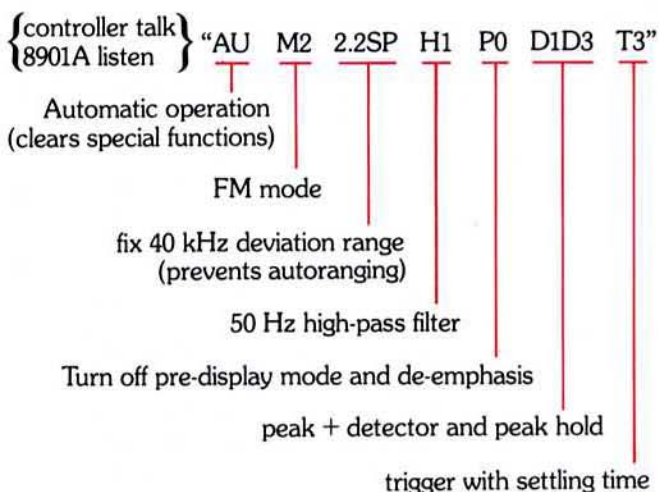 {controller talk
8901A listen} “AU M2 2.2SP H1 P0 D1D3 T3”
Automatic operation
(clears special functions)
FM mode
fix 40 kHz deviation range
(prevents autoranging)
50 Hz high-pass filter
Turn off pre-display mode and de-emphasis
peak + detector and peak hold
trigger with settling time